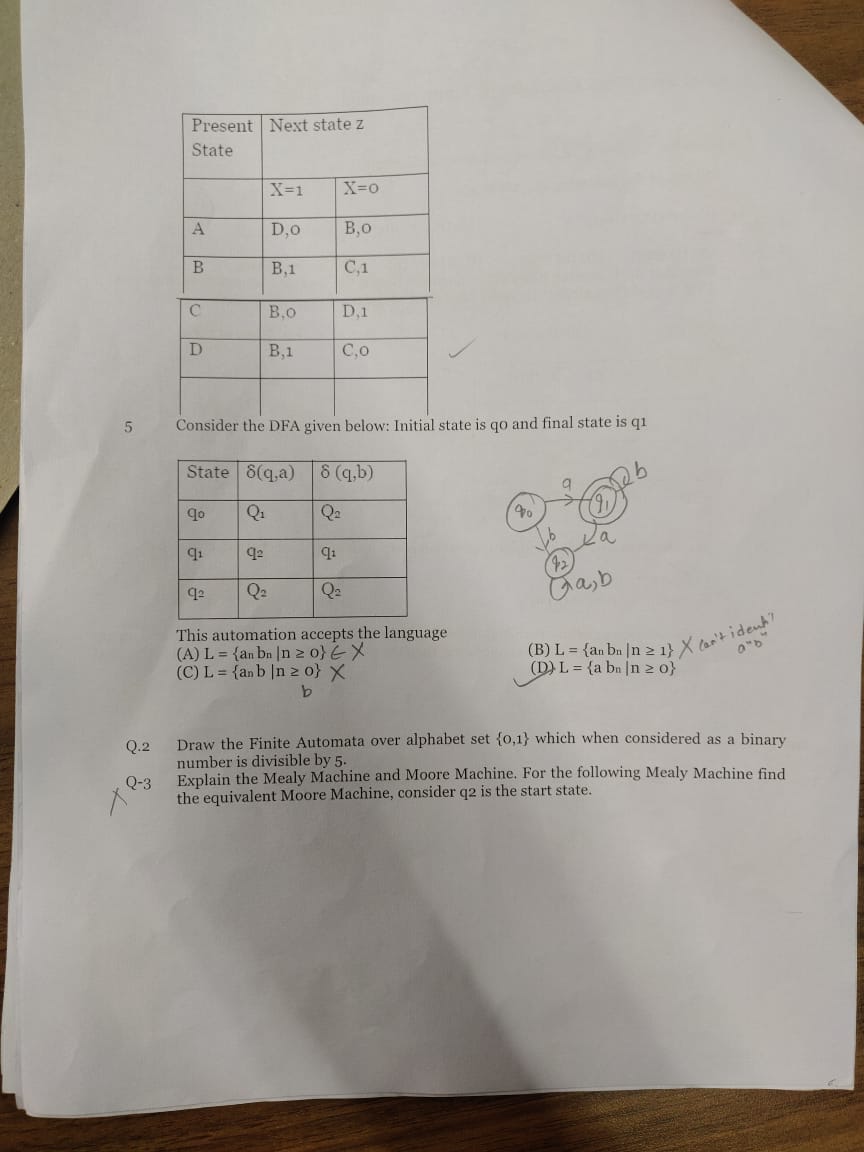 Present Next state z
State
X=1 X=0
A D,0 B,0
B B,1 C,1
C B,0 D,1
D B,1 C,0
5 Consider the DFA given below: Initial state is q0 and final state is q1
State δ(q,a) δ (q,b)
q0 Q1 Q2
q1 q2 q1
q2 Q2 Q2
q0 a q1 b
b a
q2
a,b
This automation accepts the language
(A) L = {an bn |n ≥ 0} X
(B) L = {an bn |n ≥ 1} X Can't identi
a^n b^n
(C) L = {an b |n ≥ 0} X
(D) L = {a bn |n ≥ 0}
b
Q.2 Draw the Finite Automata over alphabet set {0,1} which when considered as a binary
number is divisible by 5.
X Q-3 Explain the Mealy Machine and Moore Machine. For the following Mealy Machine find
the equivalent Moore Machine, consider q2 is the start state.